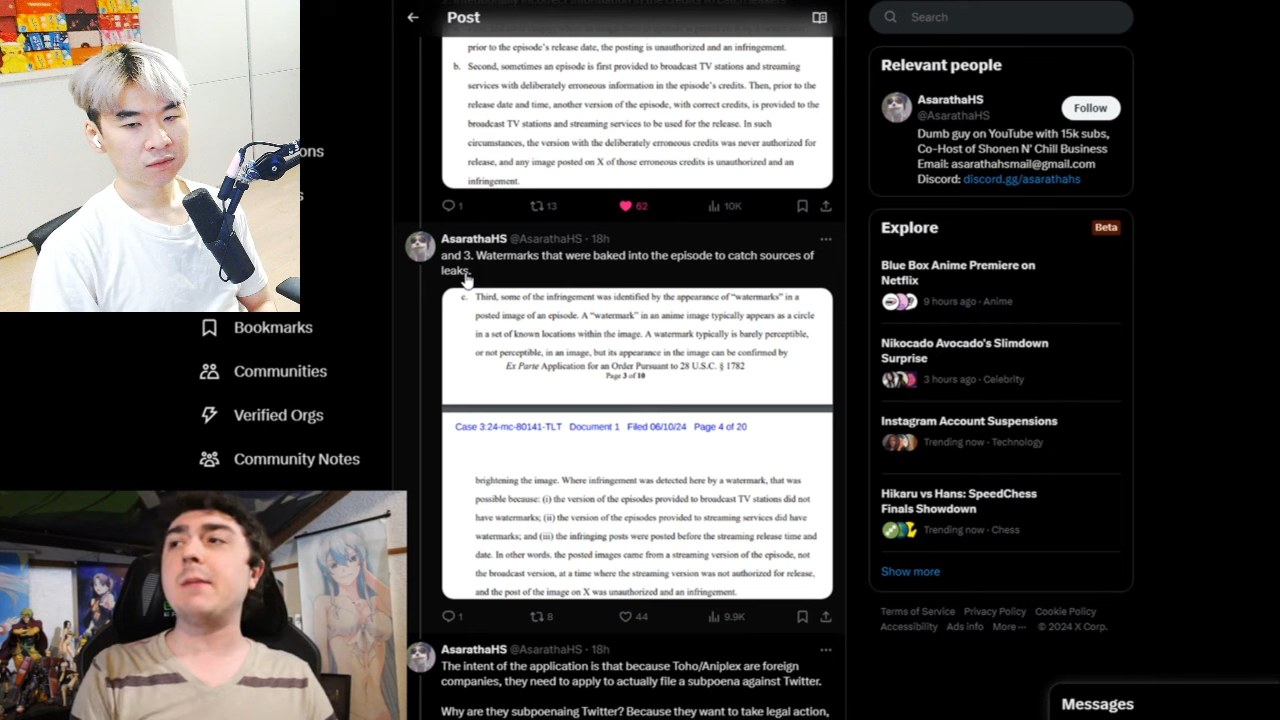 Post
Search
prior to the episode's release date, the posting is unauthorized and an infringement.
b. Second, sometimes an episode is first provided to broadcast TV stations and streaming
services with deliberately erroneous information in the episode's credits. Then, prior to the
release date and time, another version of the episode, with correct credits, is provided to the
broadcast TV stations and streaming services to be used for the release. In such
circumstances, the version with the deliberately erroneous credits was never authorized for
release, and any image posted on X of those erroneous credits is unauthorized and an
infringement.
1 13 62 10K
AsarathaHS @AsarathaHS · 18h
and 3. Watermarks that were baked into the episode to catch sources of
leaks.
c. Third, some of the infringement was identified by the appearance of "watermarks" in a
posted image of an episode. A "watermark" in an anime image typically appears as a circle
in a set of known locations within the image. A watermark typically is barely perceptible,
or not perceptible, in an image, but its appearance in the image can be confirmed by
Ex Parte Application for an Order Pursuant to 28 U.S.C. § 1782
Page 3 of 10
Case 3:24-mc-80141-TLT Document 1 Filed 06/10/24 Page 4 of 20
brightening the image. Where infringement was detected here by a watermark, that was
possible because: (i) the version of the episodes provided to broadcast TV stations did not
have watermarks; (ii) the version of the episodes provided to streaming services did have
watermarks; and (iii) the infringing posts were posted before the streaming release time and
date. In other words, the posted images came from a streaming version of the episode, not
the broadcast version, at a time where the streaming version was not authorized for release,
and the post of the image on X was unauthorized and an infringement.
1 8 44 9.9K
AsarathaHS @AsarathaHS · 18h
The intent of the application is that because Toho/Aniplex are foreign
companies, they need to apply to actually file a subpoena against Twitter.
Why are they subpoenaing Twitter? Because they want to take legal action,
Bookmarks
Communities
Verified Orgs
Community Notes
Relevant people
AsarathaHS
@AsarathaHS
Follow
Dumb guy on YouTube with 15k subs,
Co-Host of Shonen N' Chill Business
Email: asarathahsmail@gmail.com
Discord: discord.gg/asarathahs
Explore
Beta
Blue Box Anime Premiere on
Netflix
9 hours ago · Anime
Nikocado Avocado's Slimdown
Surprise
3 hours ago · Celebrity
Instagram Account Suspensions
Trending now · Technology
Hikaru vs Hans: SpeedChess
Finals Showdown
Trending now · Chess
Show more
Terms of Service Privacy Policy Cookie Policy
Accessibility Ads info More ··· © 2024 X Corp.
Messages